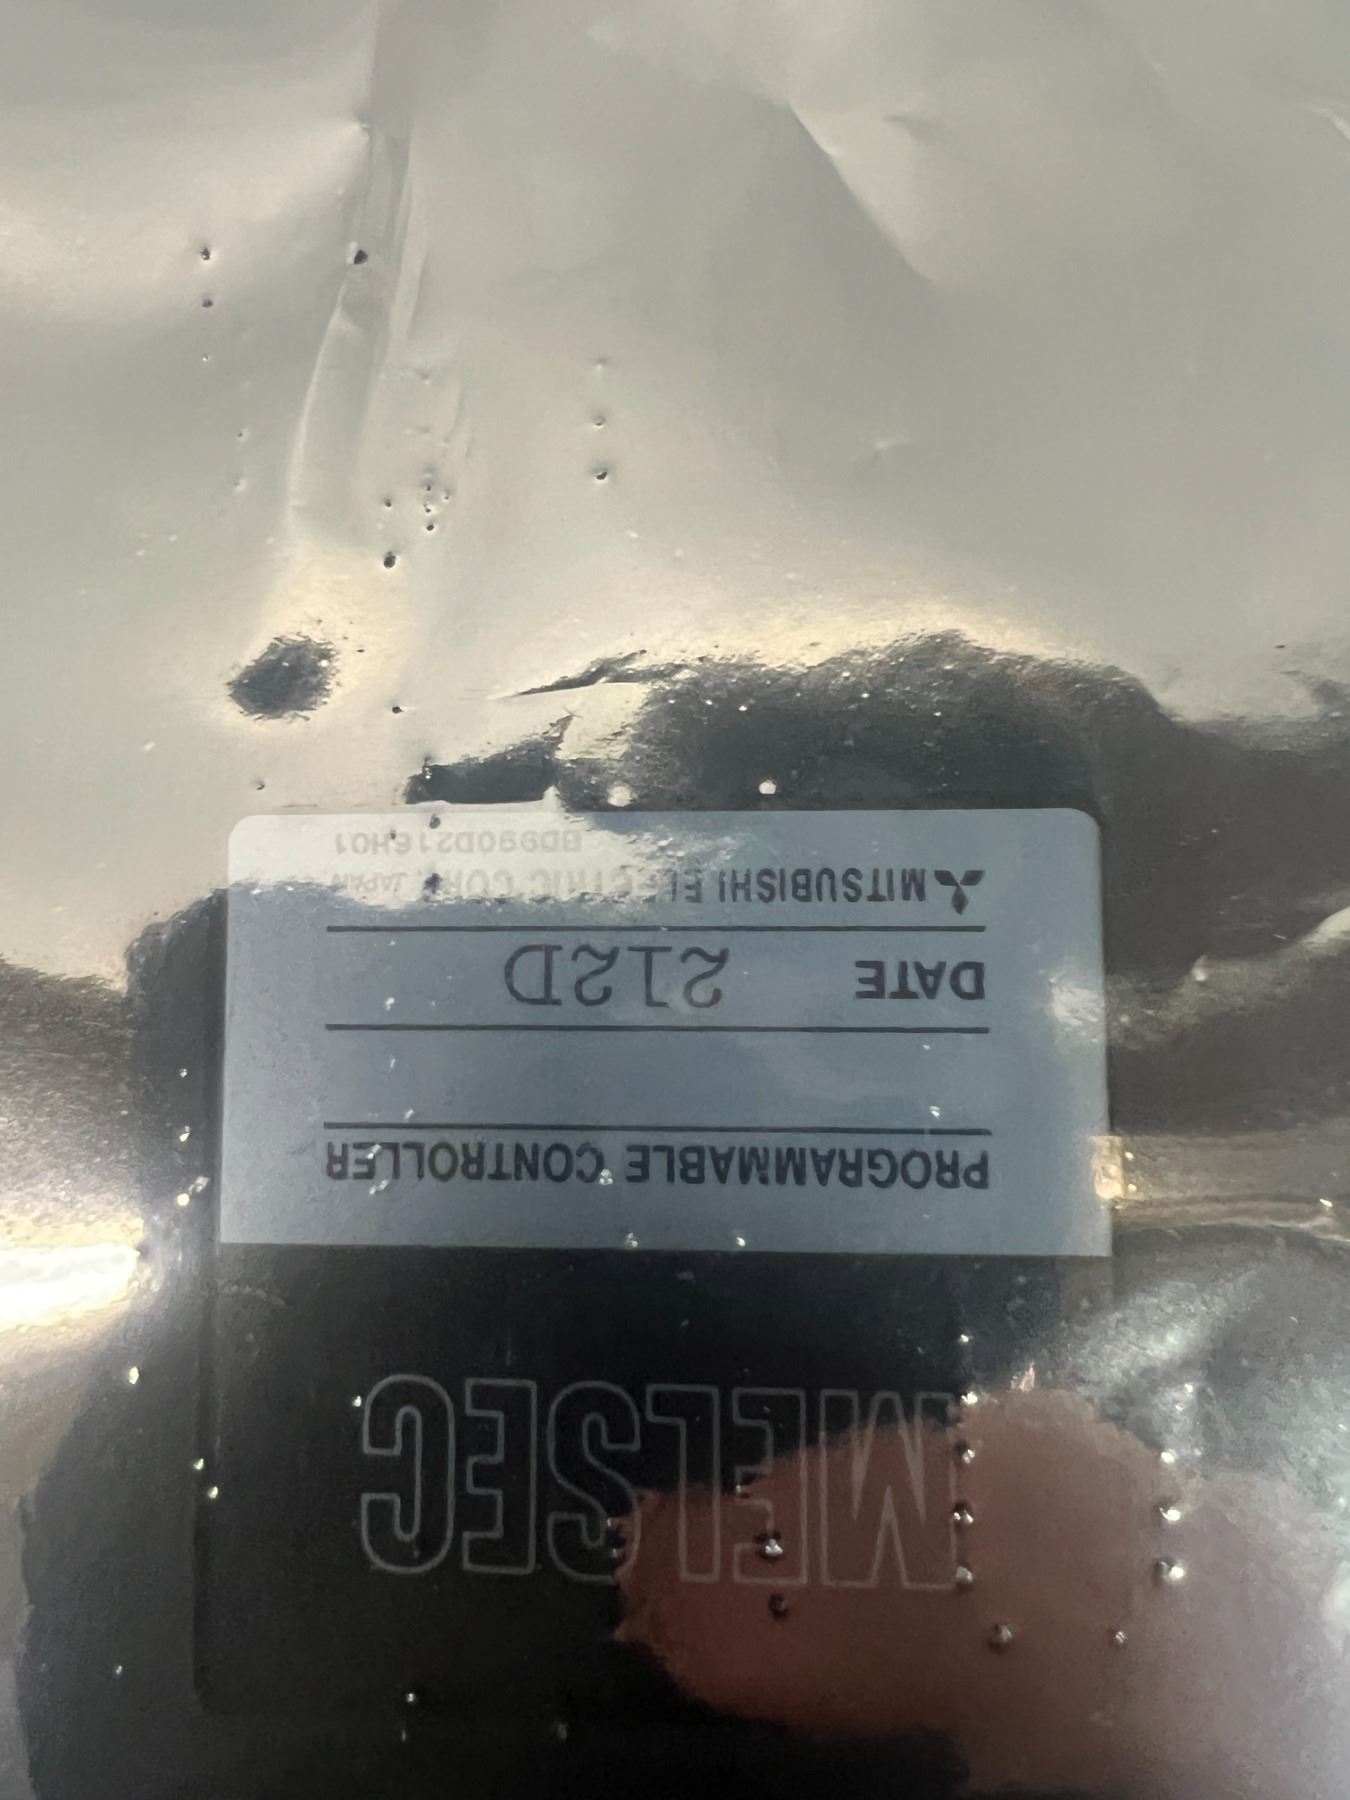 MELSEC
PROGRAMMABLE CONTROLLER
DATE 212D
MITSUBISHI ELECTRIC CORP. JAPAN
BD990D216H01